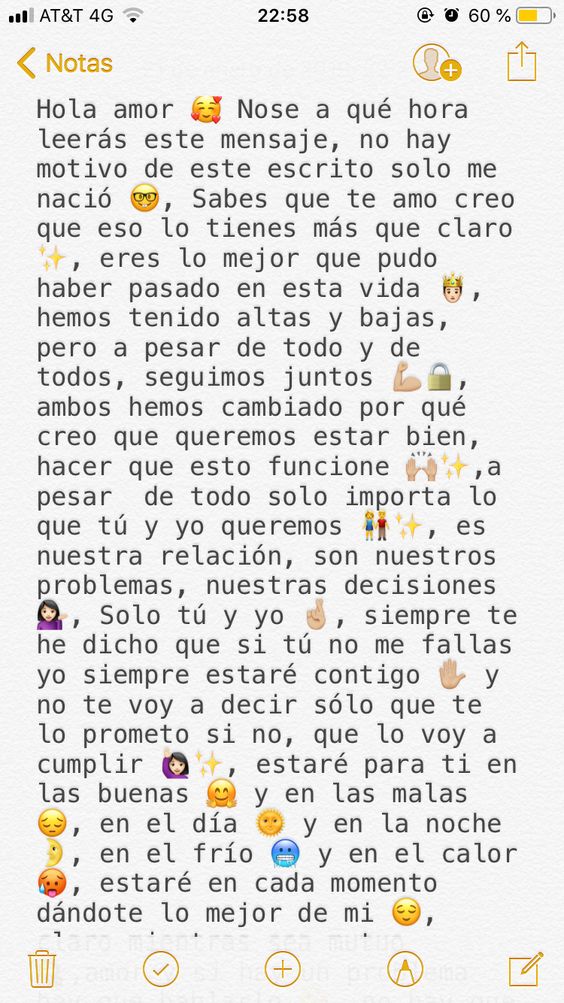 AT&T 4G 22:58 60 %
Notas
Hola amor 🥰 Nose a qué hora
leerás este mensaje, no hay
motivo de este escrito solo me
nació 🤓, Sabes que te amo creo
que eso lo tienes más que claro
✨, eres lo mejor que pudo
haber pasado en esta vida 🤴🏻,
hemos tenido altas y bajas,
pero a pesar de todo y de
todos, seguimos juntos 💪🏼🔒,
ambos hemos cambiado por qué
creo que queremos estar bien,
hacer que esto funcione 🙌🏼✨,a
pesar  de todo solo importa lo
que tú y yo queremos 👫✨, es
nuestra relación, son nuestros
problemas, nuestras decisiones
💁🏻‍♀️, Solo tú y yo 🤞🏼, siempre te
he dicho que si tú no me fallas
yo siempre estaré contigo 🤚🏼 y
no te voy a decir sólo que te
lo prometo si no, que lo voy a
cumplir 🙋🏻‍♀️✨, estaré para ti en
las buenas 🤗 y en las malas
😔, en el día 🌞 y en la noche
🌛, en el frío 🥶 y en el calor
🥵, estaré en cada momento
dándote lo mejor de mi 😌,
claro mientras sea mutuo